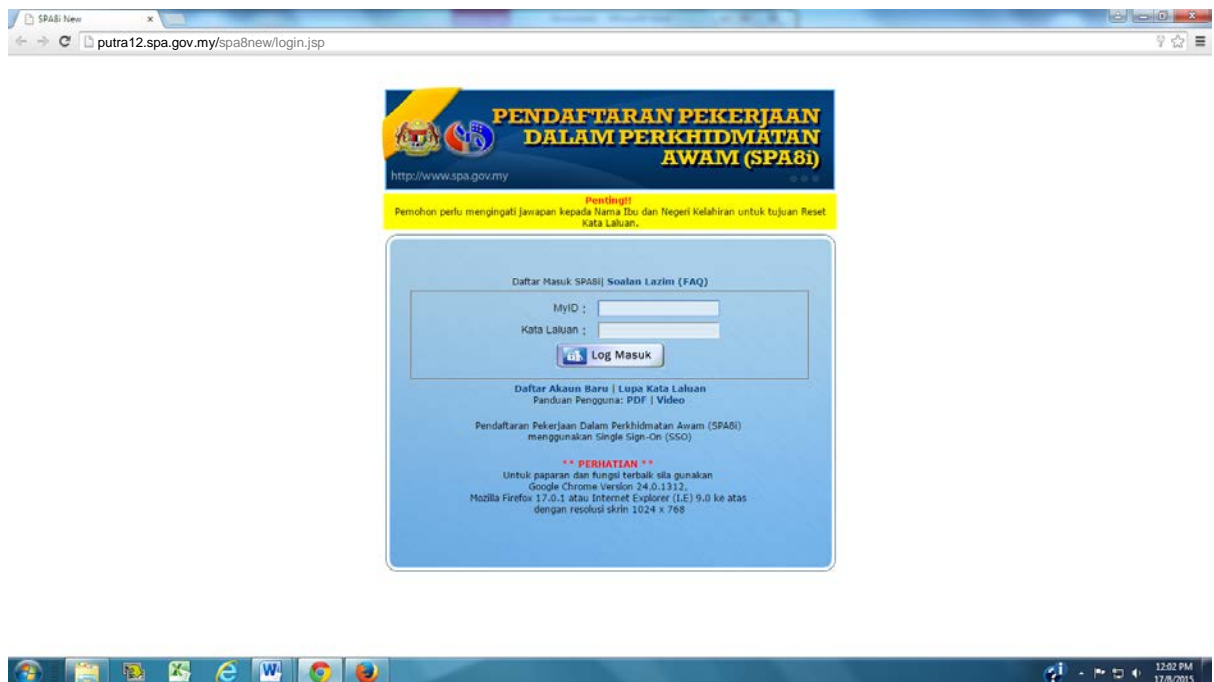 SPA8i New
putra12.spa.gov.my/spa8new/login.jsp
PENDAFTARAN PEKERJAAN
DALAM PERKHIDMATAN
AWAM (SPA8i)
http://www.spa.gov.my
Penting!!
Pemohon perlu mengingati jawapan kepada Nama Ibu dan Negeri Kelahiran untuk tujuan Reset
Kata Laluan.
Daftar Masuk SPA8i| Soalan Lazim (FAQ)
MyID :
Kata Laluan :
Log Masuk
Daftar Akaun Baru | Lupa Kata Laluan
Panduan Pengguna: PDF | Video
Pendaftaran Pekerjaan Dalam Perkhidmatan Awam (SPA8i)
menggunakan Single Sign-On (SSO)
** PERHATIAN **
Untuk paparan dan fungsi terbaik sila gunakan
Google Chrome Version 24.0.1312,
Mozilla Firefox 17.0.1 atau Internet Explorer (I.E) 9.0 ke atas
dengan resolusi skrin 1024 x 768
12:02 PM
17/8/2015